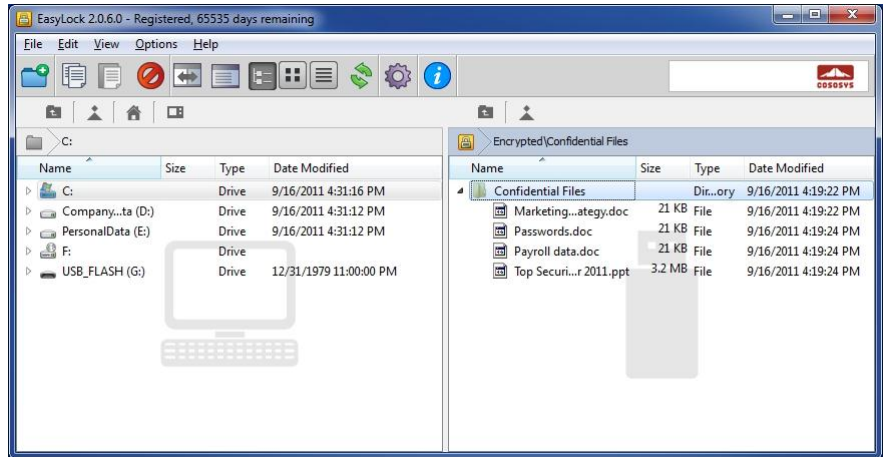 EasyLock 2.0.6.0 - Registered, 65535 days remaining
File Edit View Options Help
COSOSYS
C:
Encrypted\Confidential Files
Name Size Type Date Modified
Name Size Type Date Modified
C: Drive 9/16/2011 4:31:16 PM
Confidential Files Dir...ory 9/16/2011 4:19:22 PM
Company...ta (D:) Drive 9/16/2011 4:31:12 PM
Marketing...ategy.doc 21 KB File 9/16/2011 4:19:22 PM
PersonalData (E:) Drive 9/16/2011 4:31:12 PM
Passwords.doc 21 KB File 9/16/2011 4:19:24 PM
F: Drive
Payroll data.doc 21 KB File 9/16/2011 4:19:24 PM
USB_FLASH (G:) Drive 12/31/1979 11:00:00 PM
Top Securi...r 2011.ppt 3.2 MB File 9/16/2011 4:19:24 PM